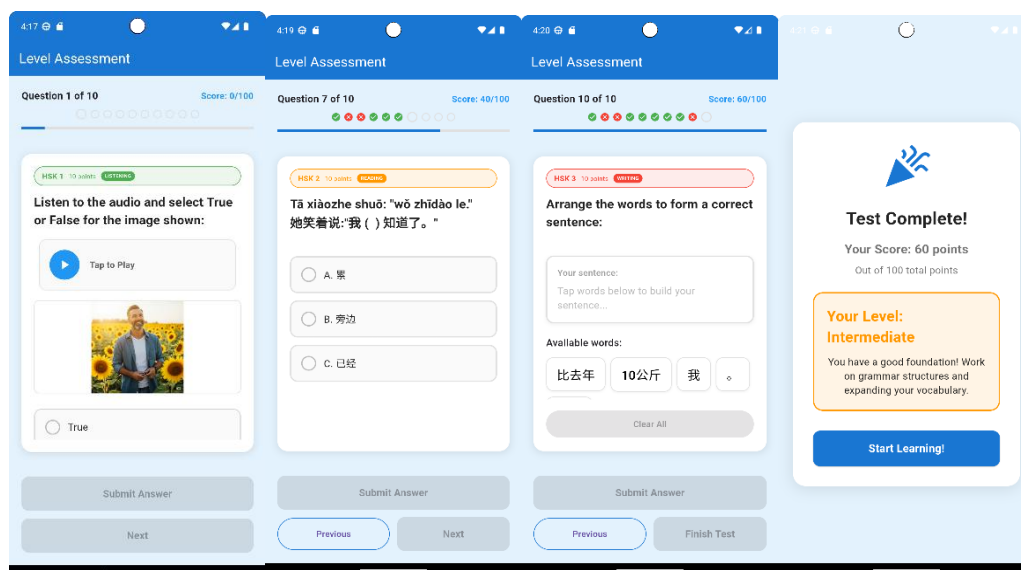 4:17
Level Assessment
Question 1 of 10
Score: 0/100
HSK 1 10 points LISTENING
Listen to the audio and select True
or False for the image shown:
Tap to Play
True
Submit Answer
Next
4:19
Level Assessment
Question 7 of 10
Score: 40/100
HSK 2 10 points READING
Tā xiàozhe shuō: "wǒ zhīdào le."
她笑着说:"我 ( ) 知道了。"
A. 累
B. 旁边
C. 已经
Submit Answer
Previous
Next
4:20
Level Assessment
Question 10 of 10
Score: 60/100
HSK 3 10 points WRITING
Arrange the words to form a correct
sentence:
Your sentence:
Tap words below to build your
sentence...
Available words:
比去年
10公斤
我
。
Clear All
Submit Answer
Previous
Finish Test
4:21
Test Complete!
Your Score: 60 points
Out of 100 total points
Your Level:
Intermediate
You have a good foundation! Work
on grammar structures and
expanding your vocabulary.
Start Learning!